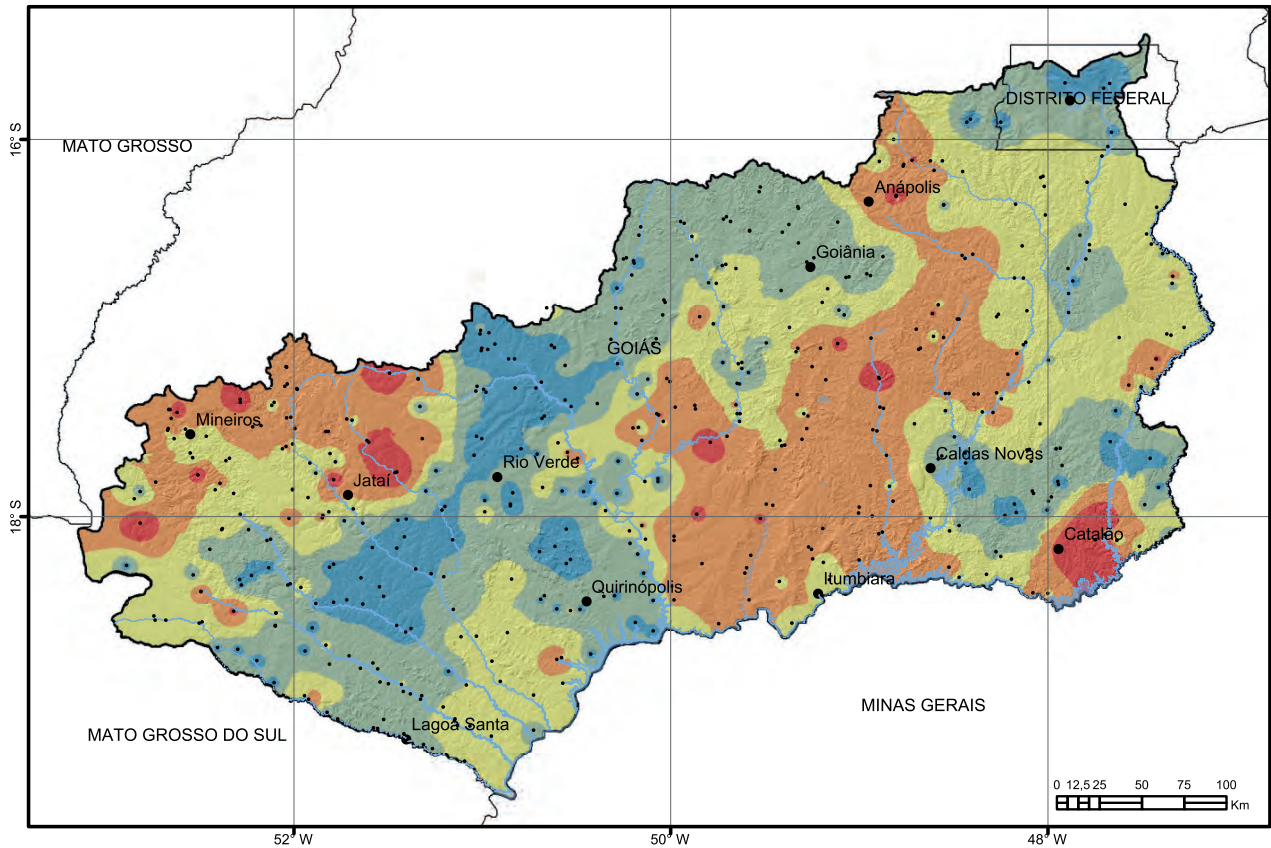 DISTRITO FEDERAL
16° S
MATO GROSSO
Anápolis
Goiânia
GOIÁS
Mineiros
Caldas Novas
Rio Verde
Jataí
18° S
Catalão
Itumbiara
Quirinópolis
MINAS GERAIS
Lagoa Santa
MATO GROSSO DO SUL
0 12,5 25 50 75 100
Km
52° W 50° W 48° W